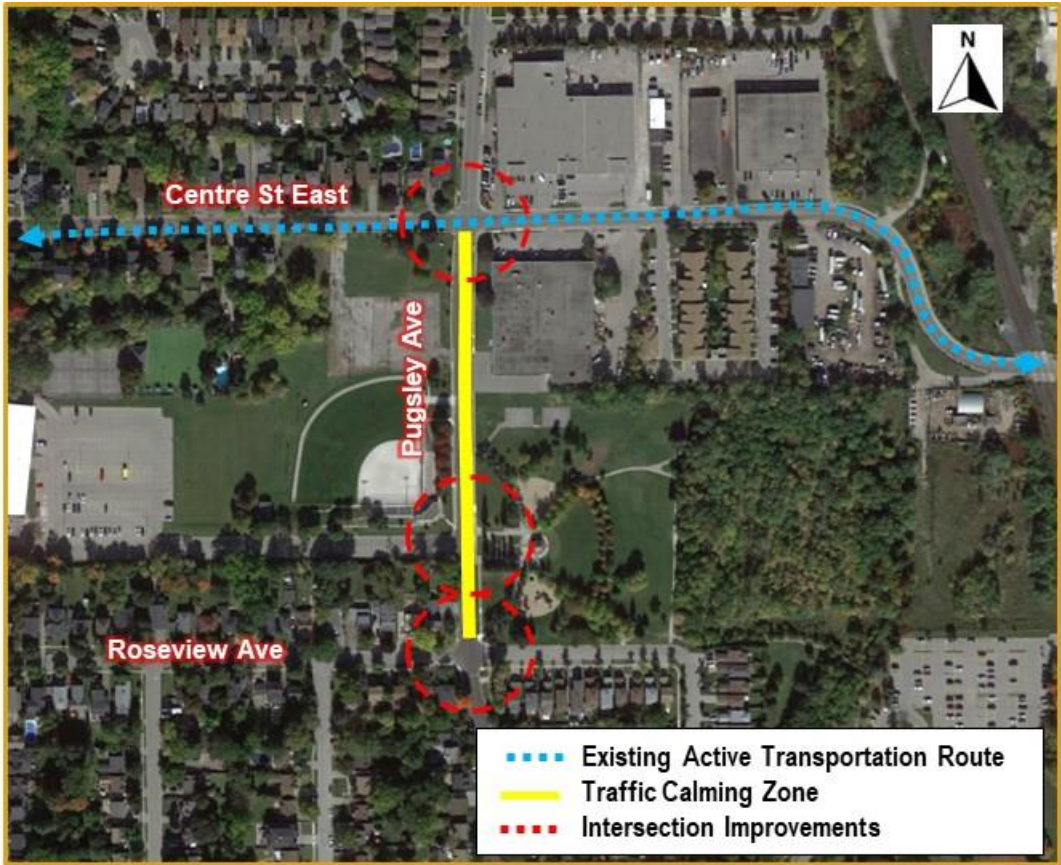 N
Centre St East
Pugsley Ave
Roseview Ave
Existing Active Transportation Route
Traffic Calming Zone
Intersection Improvements